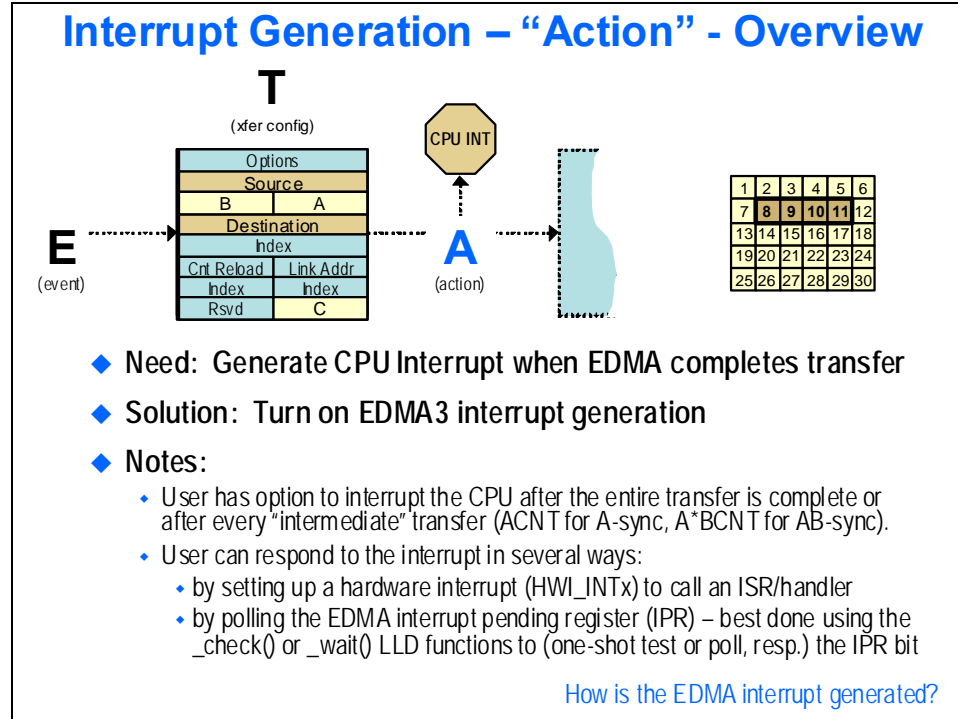 Interrupt Generation – “Action” - Overview
T
(xfer config)
CPU INT
Options
Source
B A
Destination
Index
Cnt Reload Link Addr
Index Index
Rsvd C
E
(event)
A
(action)
1 2 3 4 5 6
7 8 9 10 11 12
13 14 15 16 17 18
19 20 21 22 23 24
25 26 27 28 29 30
Need: Generate CPU Interrupt when EDMA completes transfer
Solution: Turn on EDMA3 interrupt generation
Notes:
User has option to interrupt the CPU after the entire transfer is complete or
after every “intermediate” transfer (ACNT for A-sync, A*BCNT for AB-sync).
User can respond to the interrupt in several ways:
by setting up a hardware interrupt (HWI_INTx) to call an ISR/handler
by polling the EDMA interrupt pending register (IPR) – best done using the
_check() or _wait() LLD functions to (one-shot test or poll, resp.) the IPR bit
How is the EDMA interrupt generated?